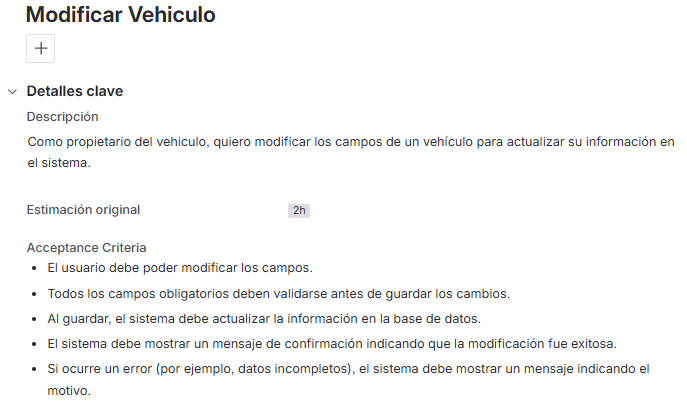 Modificar Vehiculo
Detalles clave
Descripción
Como propietario del vehiculo, quiero modificar los campos de un vehículo para actualizar su información en
el sistema.
Estimación original 2h
Acceptance Criteria
• El usuario debe poder modificar los campos.
• Todos los campos obligatorios deben validarse antes de guardar los cambios.
• Al guardar, el sistema debe actualizar la información en la base de datos.
• El sistema debe mostrar un mensaje de confirmación indicando que la modificación fue exitosa.
• Si ocurre un error (por ejemplo, datos incompletos), el sistema debe mostrar un mensaje indicando el
motivo.